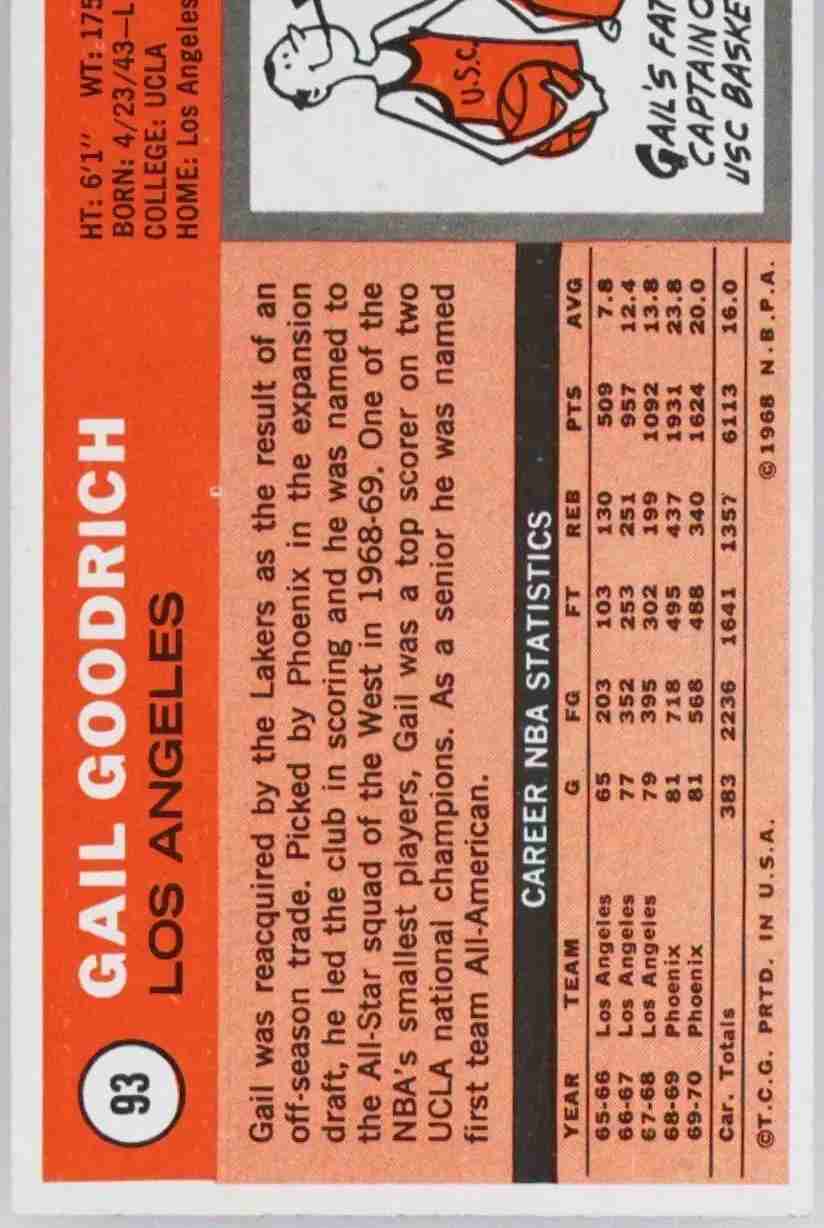 93
GAIL GOODRICH
LOS ANGELES
HT: 6'1" WT: 175
BORN: 4/23/43—L
COLLEGE: UCLA
HOME: Los Angeles
Gail was reacquired by the Lakers as the result of an
off-season trade. Picked by Phoenix in the expansion
draft, he led the club in scoring and he was named to
the All-Star squad of the West in 1968-69. One of the
NBA's smallest players, Gail was a top scorer on two
UCLA national champions. As a senior he was named
first team All-American.
U.S.C.
GAIL'S FAT
CAPTAIN O
USC BASKE
CAREER NBA STATISTICS
YEAR TEAM G FG FT REB PTS AVG
65-66 Los Angeles 65 203 103 130 509 7.8
66-67 Los Angeles 77 352 253 251 957 12.4
67-68 Los Angeles 79 395 302 199 1092 13.8
68-69 Phoenix 81 718 495 437 1931 23.8
69-70 Phoenix 81 568 488 340 1624 20.0
Car. Totals 383 2236 1641 1357 6113 16.0
©T.C.G. PRTD. IN U.S.A. ©1968 N.B.P.A.